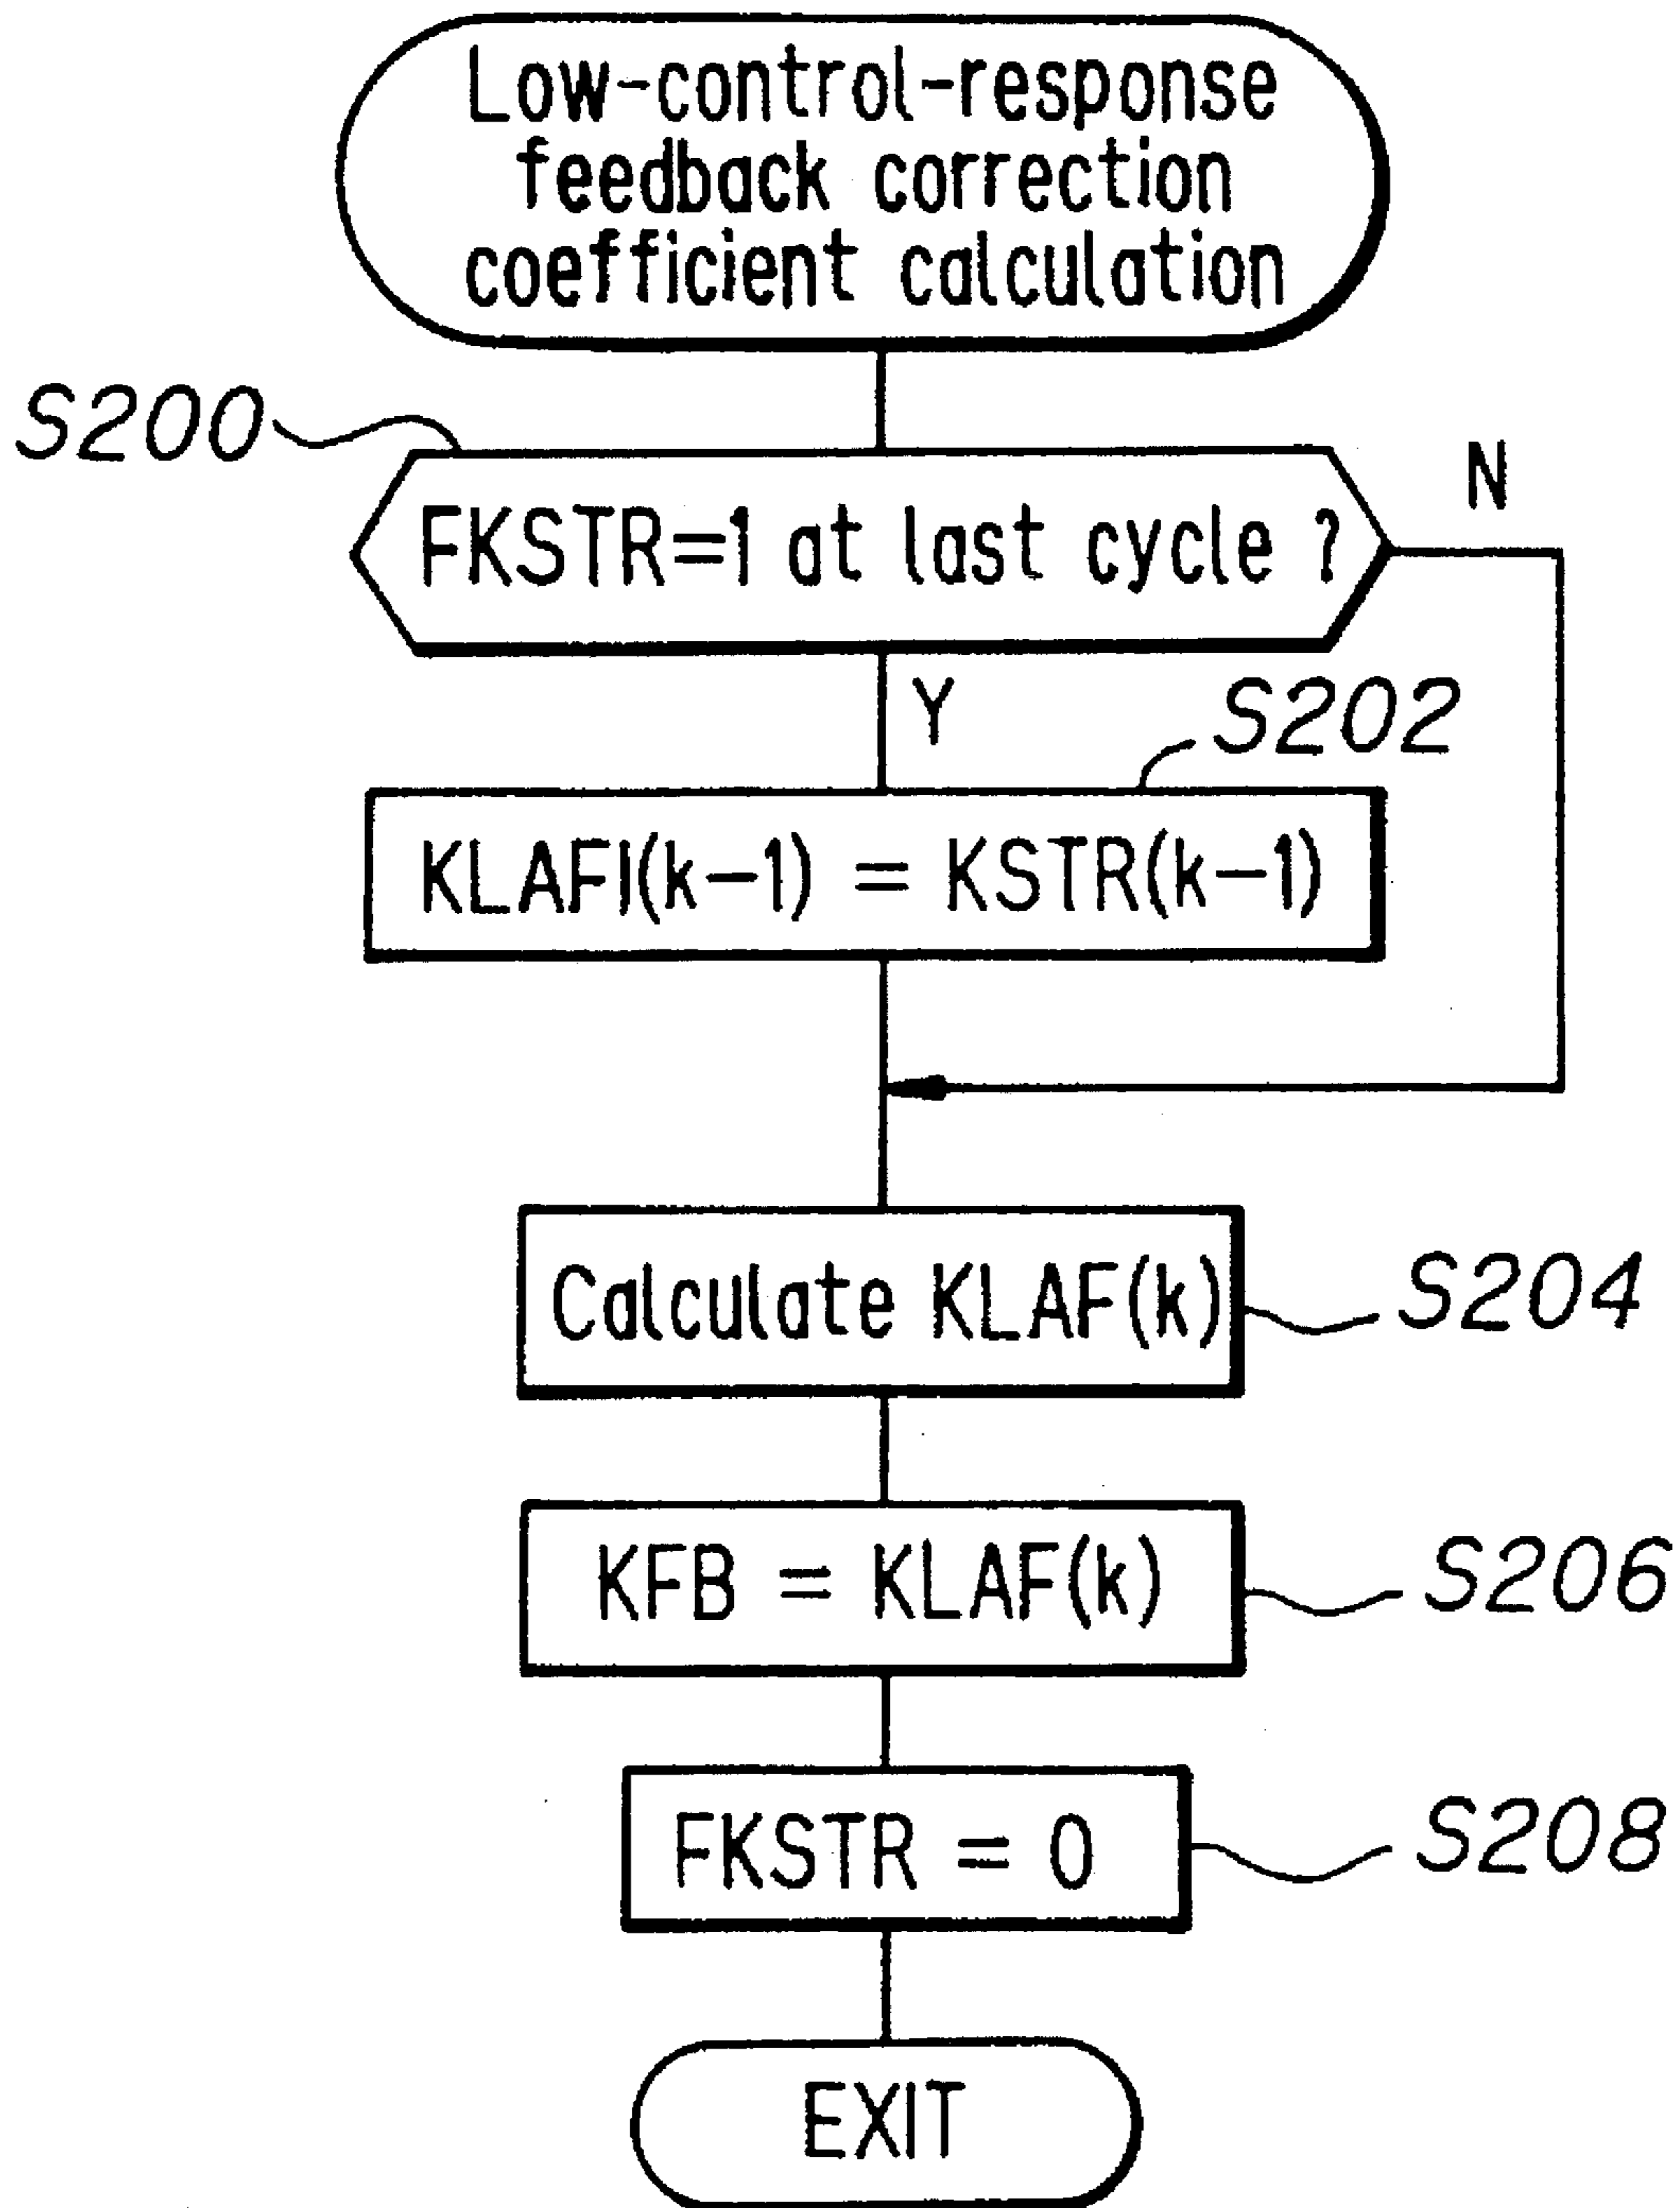 Low-control-response
feedback correction
coefficient calculation
S200
N
FKSTR=1 at last cycle ?
Y
S202
KLAFI(k-1) = KSTR(k-1)
Calculate KLAF(k)
S204
KFB = KLAF(k)
S206
FKSTR = 0
S208
EXIT